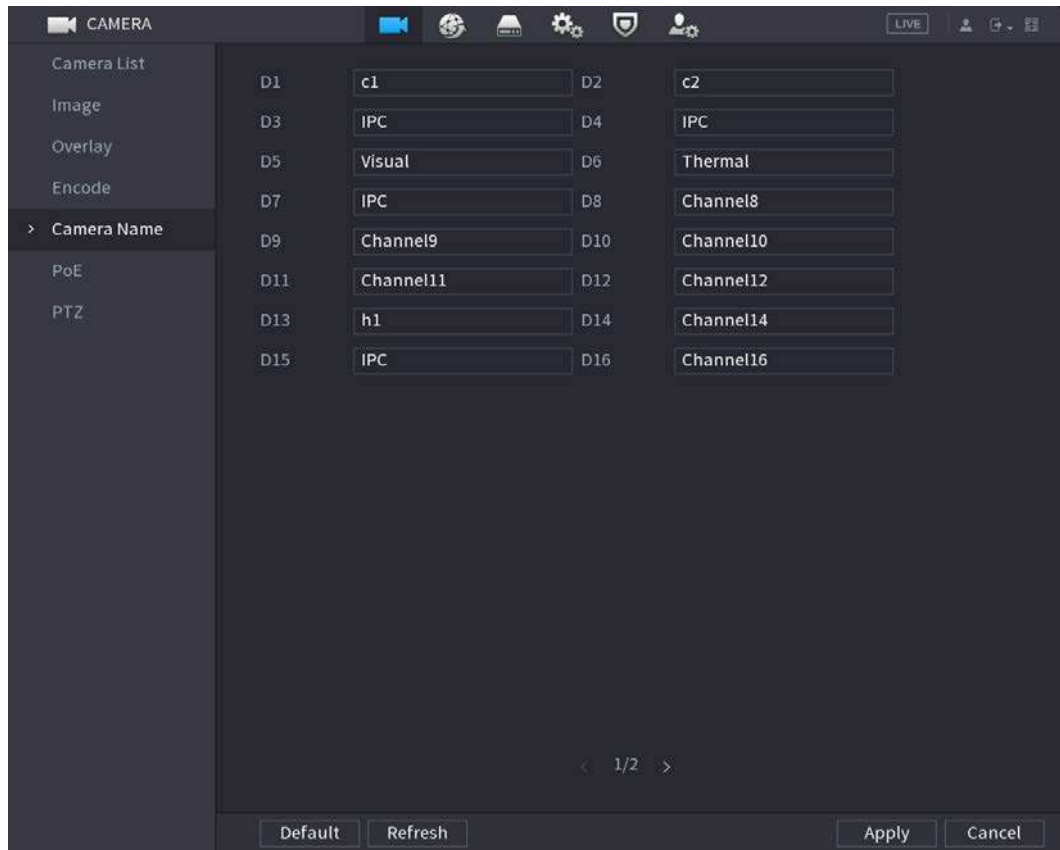 CAMERA LIVE
Camera List
Image
Overlay
Encode
> Camera Name
PoE
PTZ
D1 c1 D2 c2
D3 IPC D4 IPC
D5 Visual D6 Thermal
D7 IPC D8 Channel8
D9 Channel9 D10 Channel10
D11 Channel11 D12 Channel12
D13 h1 D14 Channel14
D15 IPC D16 Channel16
< 1/2 >
Default Refresh Apply Cancel